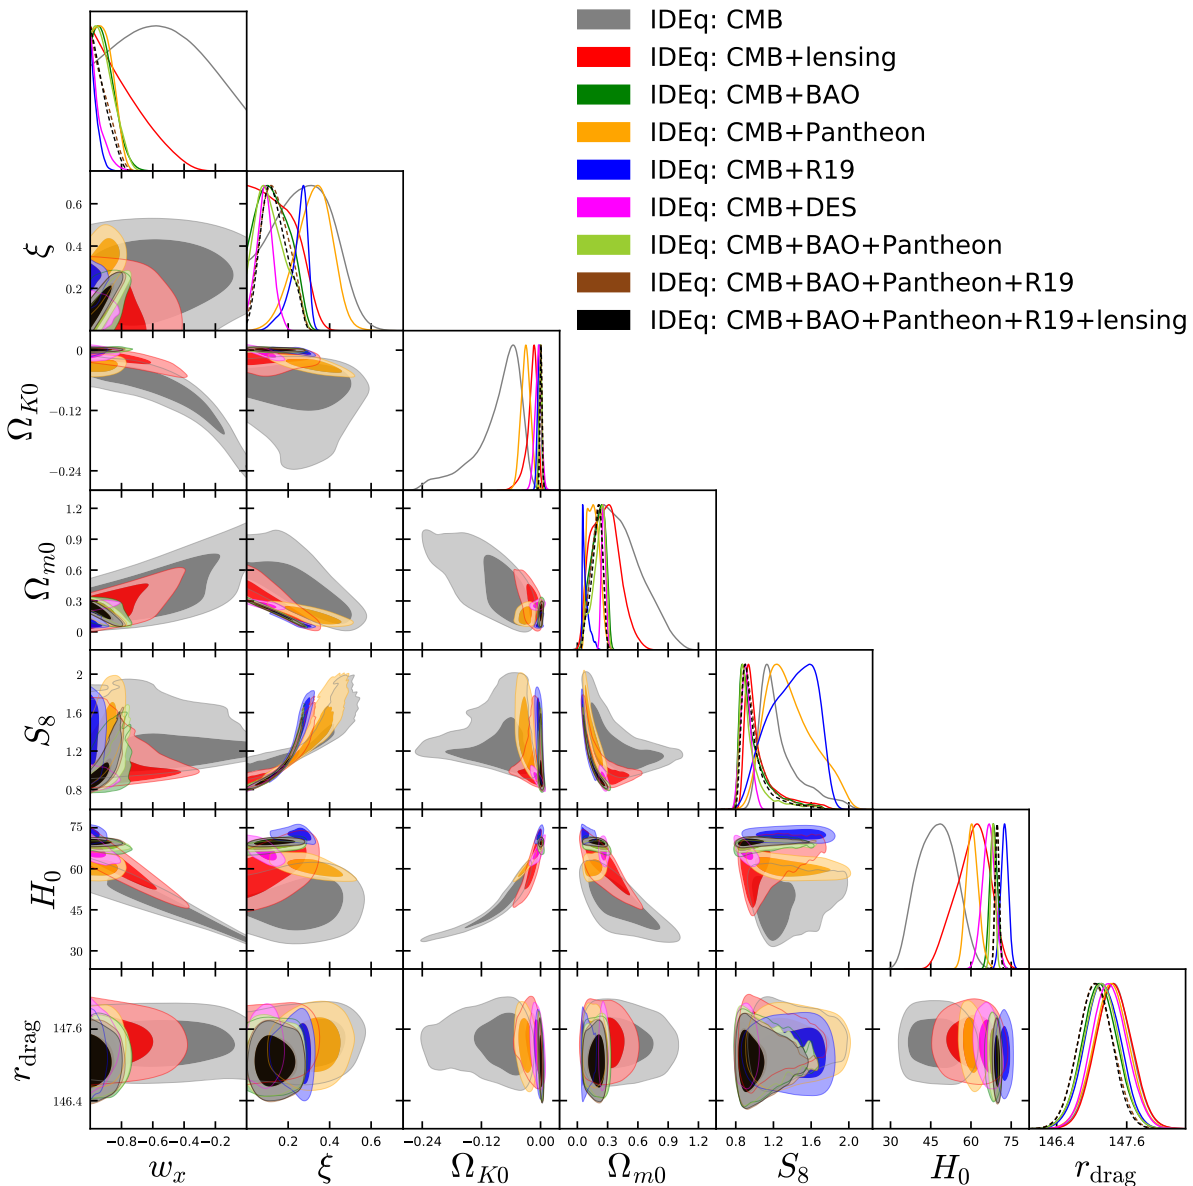 IDEq: CMB
IDEq: CMB+lensing
IDEq: CMB+BAO
IDEq: CMB+Pantheon
IDEq: CMB+R19
IDEq: CMB+DES
IDEq: CMB+BAO+Pantheon
IDEq: CMB+BAO+Pantheon+R19
IDEq: CMB+BAO+Pantheon+R19+lensing
0.6
ξ 0.4
0.2
0
Ω_{K0} −0.12
−0.24
1.2
0.9
Ω_{m0} 0.6
0.3
0
2
S_8 1.6
1.2
0.8
75
H_0 60
45
30
147.6
r_{drag}
146.4
−0.8 −0.6 −0.4 −0.2 0.2 0.4 0.6 −0.24 −0.12 0.00 0.0 0.3 0.6 0.9 1.2 0.8 1.2 1.6 2.0 30 45 60 75 146.4 147.6
w_x ξ Ω_{K0} Ω_{m0} S_8 H_0 r_{drag}